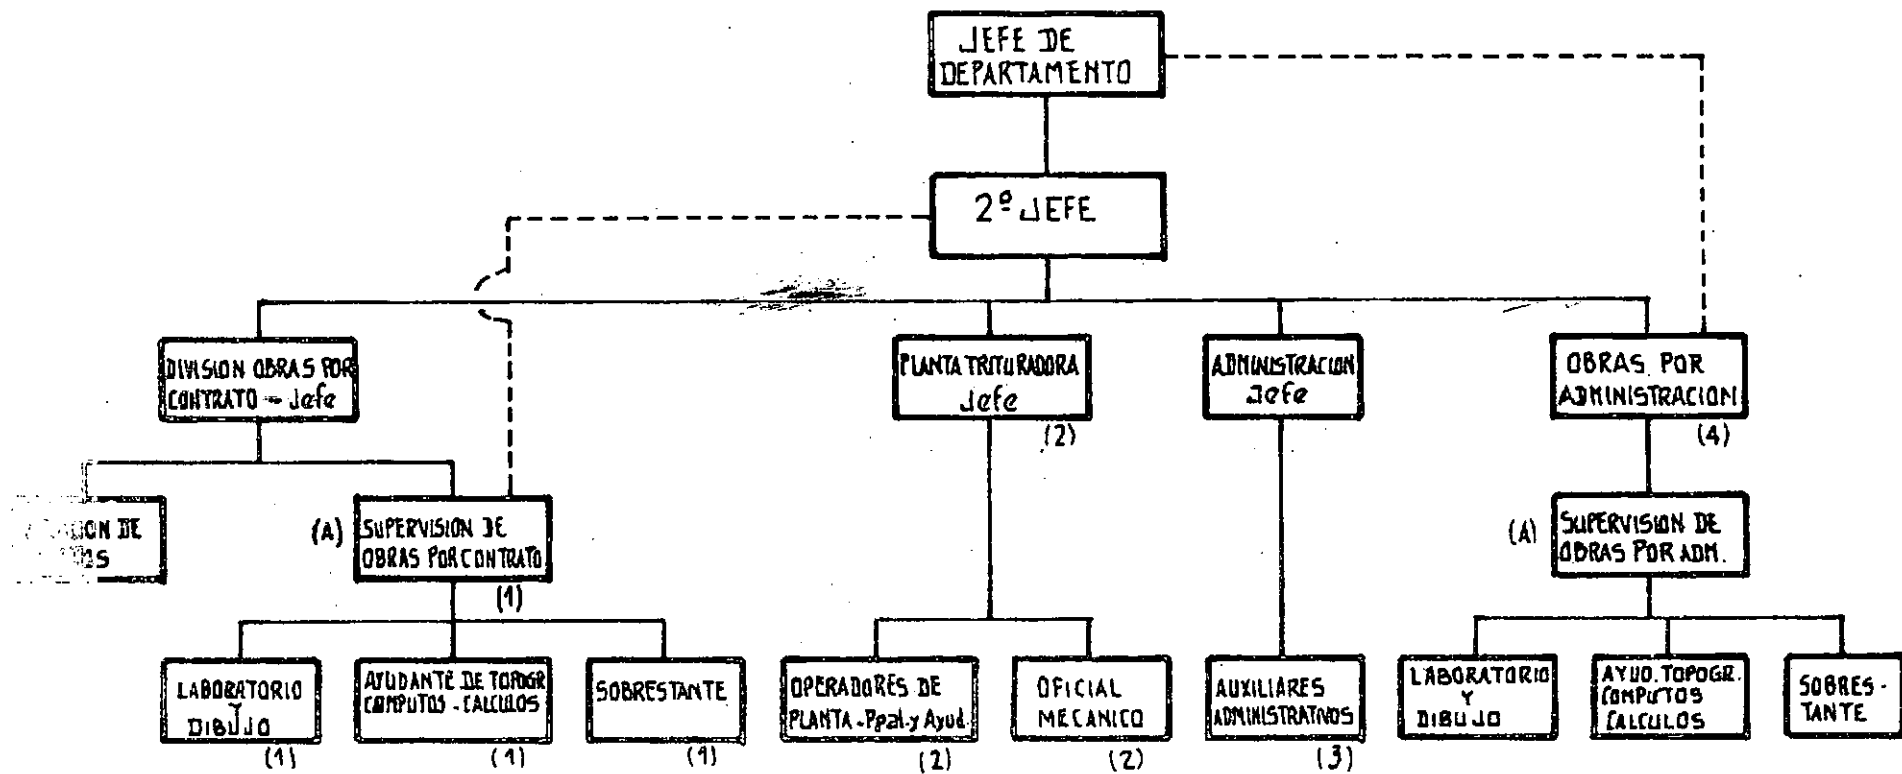 JEFE DE
DEPARTAMENTO
2º JEFE
DIVISION OBRAS POR
CONTRATO - Jefe
PLANTA TRITURADORA
Jefe
(2)
ADMINISTRACION
Jefe
OBRAS POR
ADMINISTRACION
(4)
DE
(A)
SUPERVISION DE
OBRAS POR CONTRATO
(1)
(A)
SUPERVISION DE
OBRAS POR ADM.
LABORATORIO
Y
DIBUJO
(1)
AYUDANTE DE TOPOGR
COMPUTOS - CALCULOS
(1)
SOBRESTANTE
(1)
OPERADORES DE
PLANTA - Ppal. y Ayud.
(2)
OFICIAL
MECANICO
(2)
AUXILIARES
ADMINISTRATIVOS
(3)
LABORATORIO
Y
DIBUJO
AYUD. TOPOGR.
COMPUTOS
CALCULOS
SOBRES-
TANTE